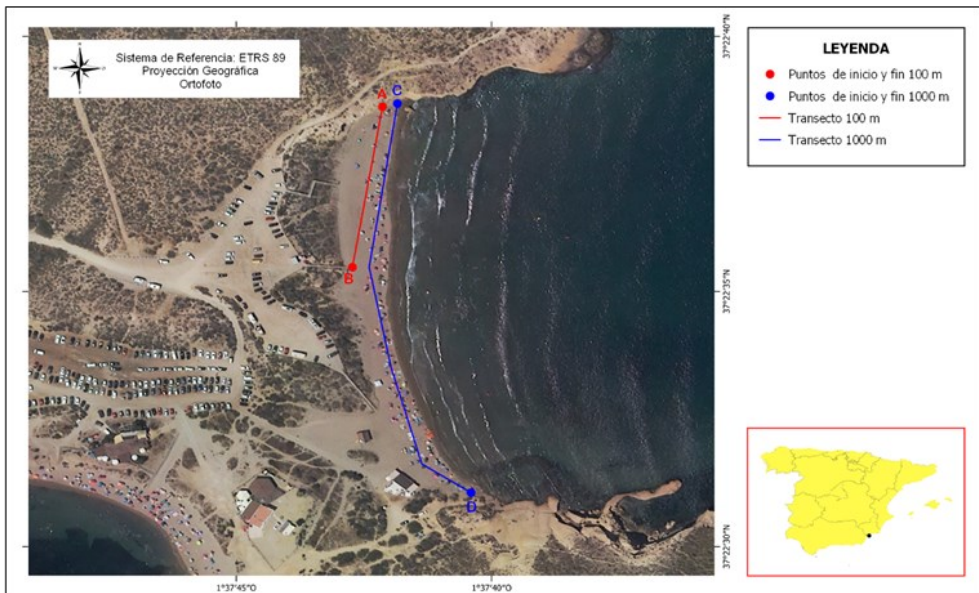 Sistema de Referencia: ETRS 89
Proyección Geográfica
Ortofoto
N
W
E
S
A
C
B
D
37°22'40"N
37°22'35"N
37°22'30"N
1°37'45"O
1°37'40"O
LEYENDA
Puntos de inicio y fin 100 m
Puntos de inicio y fin 1000 m
Transecto 100 m
Transecto 1000 m